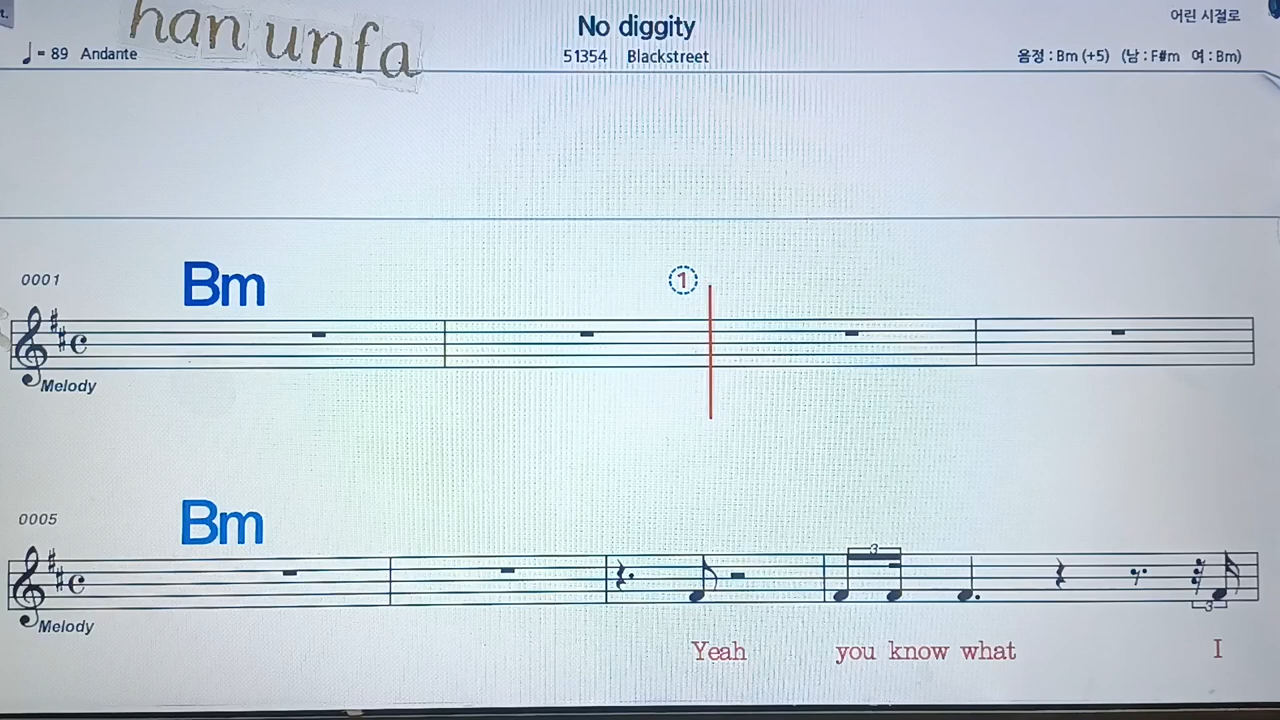 han unfa
No diggity
어린 시절로
♩= 89 Andante
51354 Blackstreet
음정 : Bm (+5) (남 : F#m 여 : Bm)
0001
Bm
1
Melody
0005
Bm
3
3
Melody
Yeah you know what I